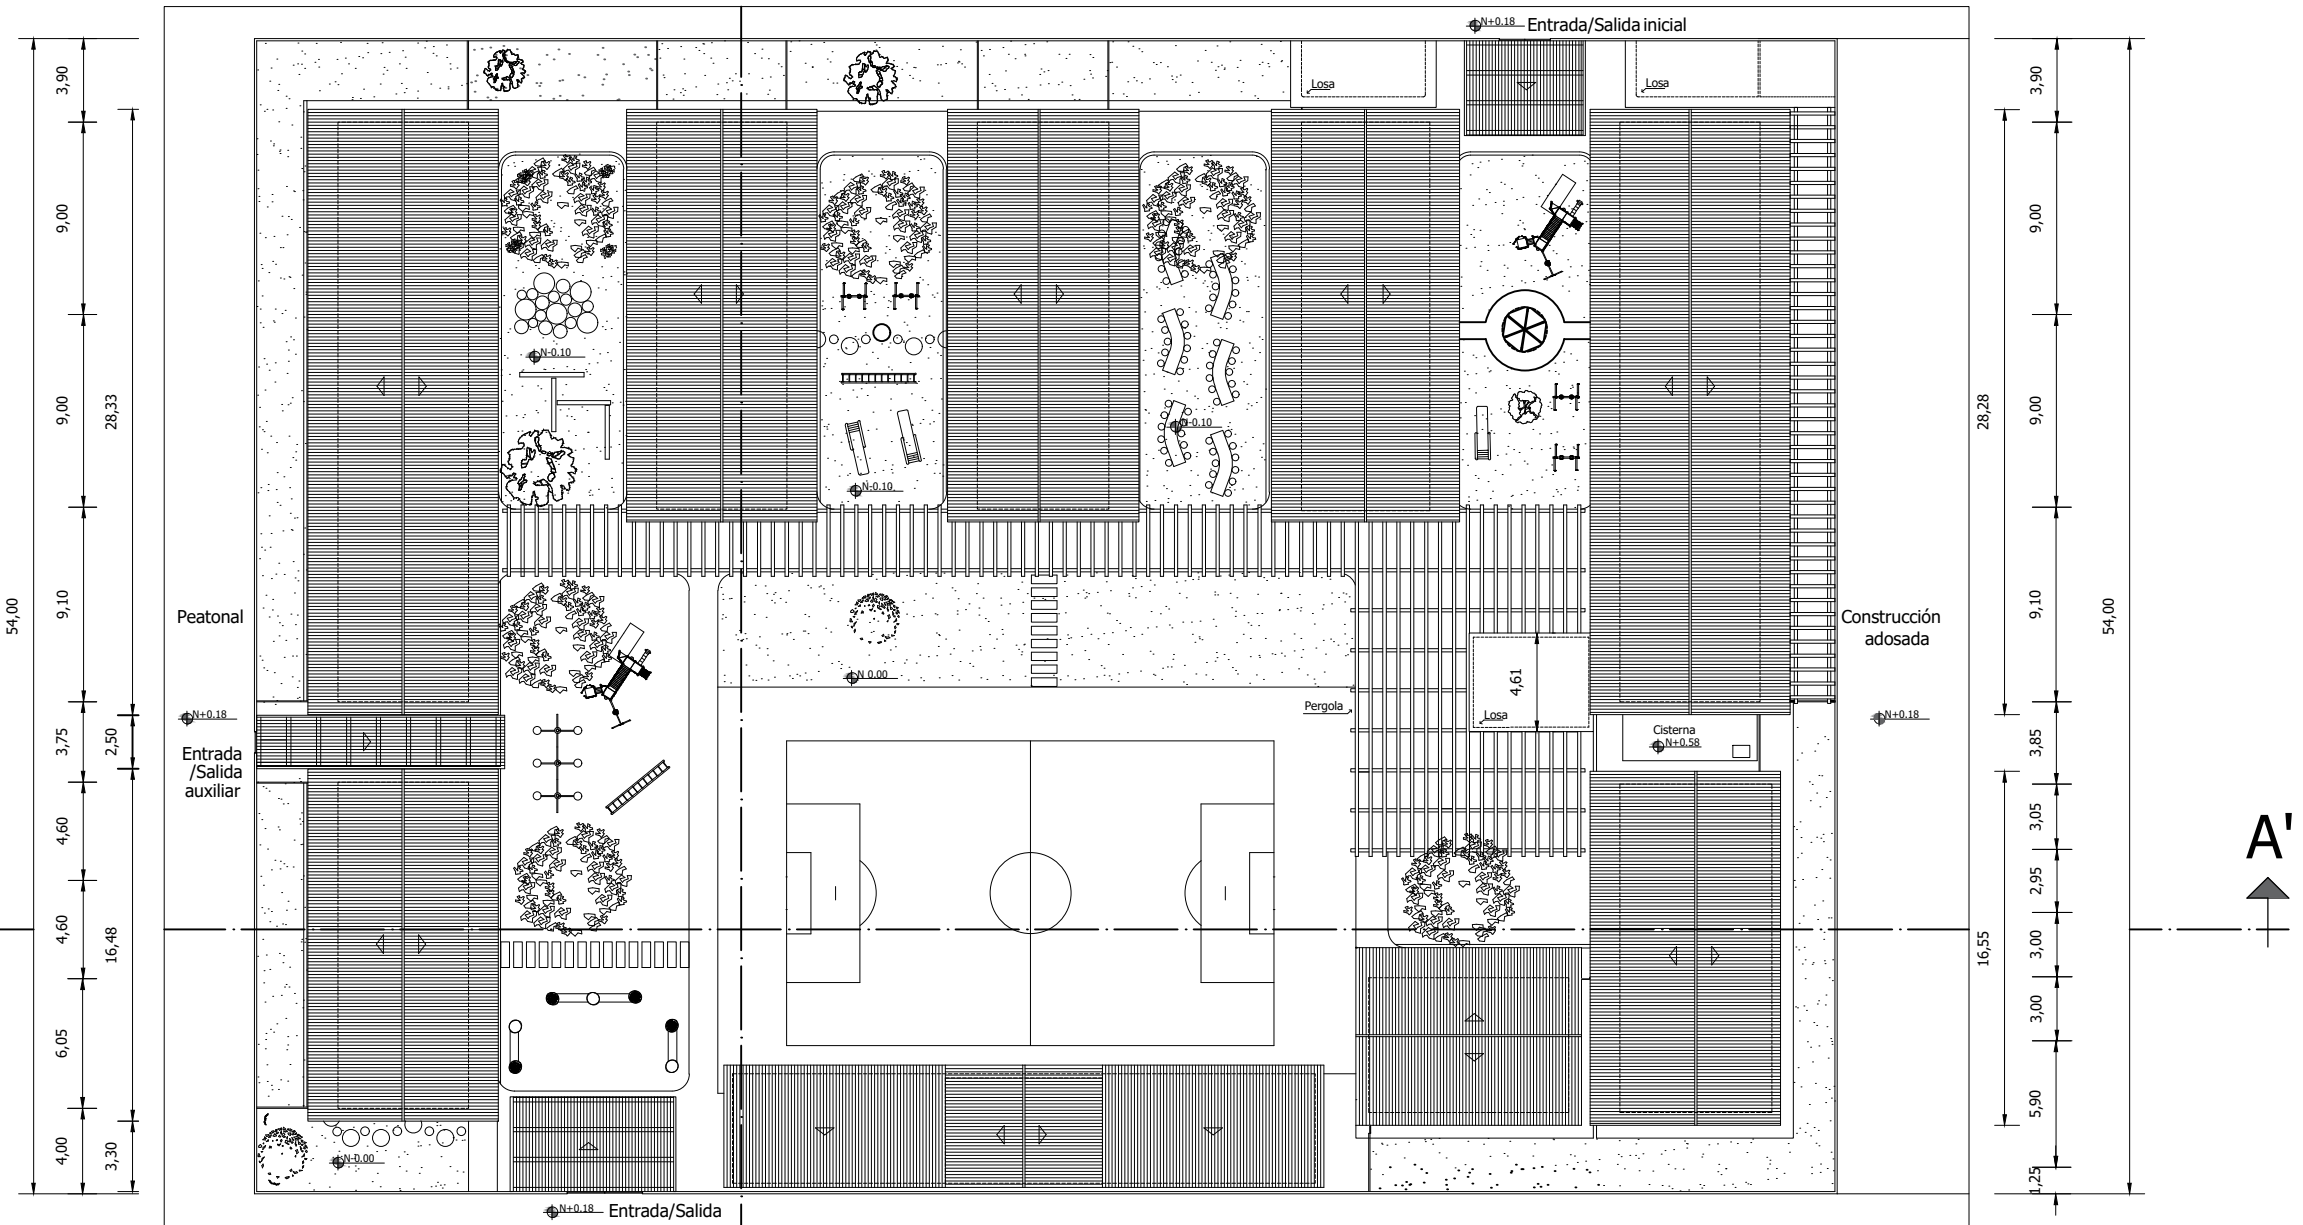 N+0.18 Entrada/Salida inicial
Losa
Losa
3,90
9,00
9,00
9,10
3,75
4,60
4,60
6,05
4,00
54,00
28,33
2,50
16,48
3,30
N-0.10
N-0.10
N-0.10
Peatonal
N+0.18
Entrada
/Salida
auxiliar
N 0.00
Pergola
4,61
Losa
Cisterna
N+0.58
Construcción
adosada
N+0.18
28,28
16,55
3,90
9,00
9,00
9,10
3,85
3,05
2,95
3,00
3,00
5,90
1,25
54,00
A'
N-0.00
N+0.18 Entrada/Salida